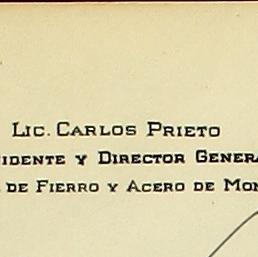 Lic. Carlos Prieto
idente y Director Genera
de Fierro y Acero de Mon